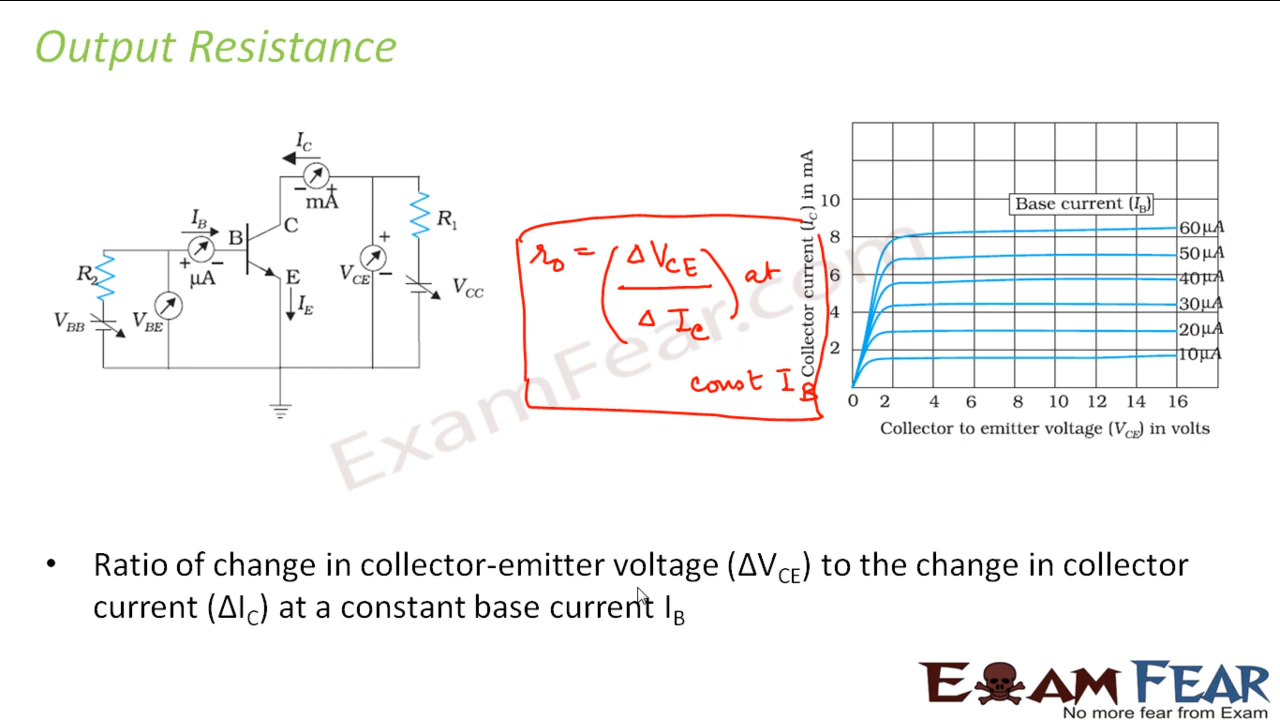 Output Resistance
I_C
− +
mA
I_B
B
C
+ −
μA
R_2
R_1
E
+
V_CE
−
I_E
V_CC
V_BB
V_BE
r_o = (ΔV_CE / ΔI_C) at
const I_B
Collector current (I_C) in mA
10
8
6
4
2
Base current (I_B)
60μA
50μA
40μA
30μA
20μA
10μA
0 2 4 6 8 10 12 14 16
Collector to emitter voltage (V_CE) in volts
ExamFear.com
• Ratio of change in collector-emitter voltage (ΔV_CE) to the change in collector
current (ΔI_C) at a constant base current I_B
EXAM FEAR
No more fear from Exam